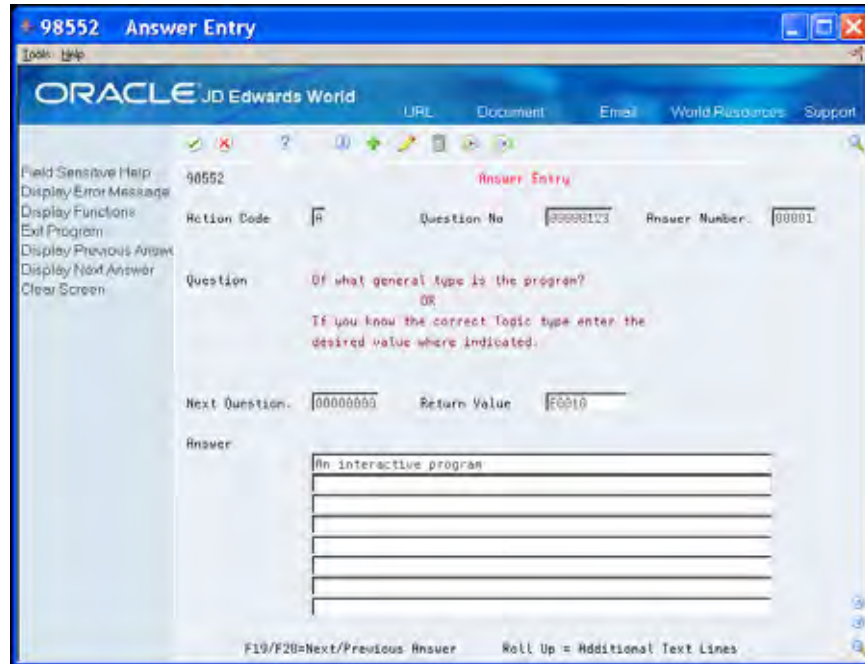 98552 Answer Entry
Tools Help
ORACLE JD Edwards World
URL Document Email World Resources Support
Field Sensitive Help
Display Error Message
Display Functions
Exit Program
Display Previous Answ
Display Next Answer
Clear Screen
98552 Answer Entry
Action Code A Question No 00000123 Answer Number. 00001
Question Of what general type is the program?
OR
If you know the correct logic type enter the
desired value where indicated.
Next Question. 00000000 Return Value E0010
Answer
An interactive program
F19/F20=Next/Previous Answer Roll Up = Additional Text Lines